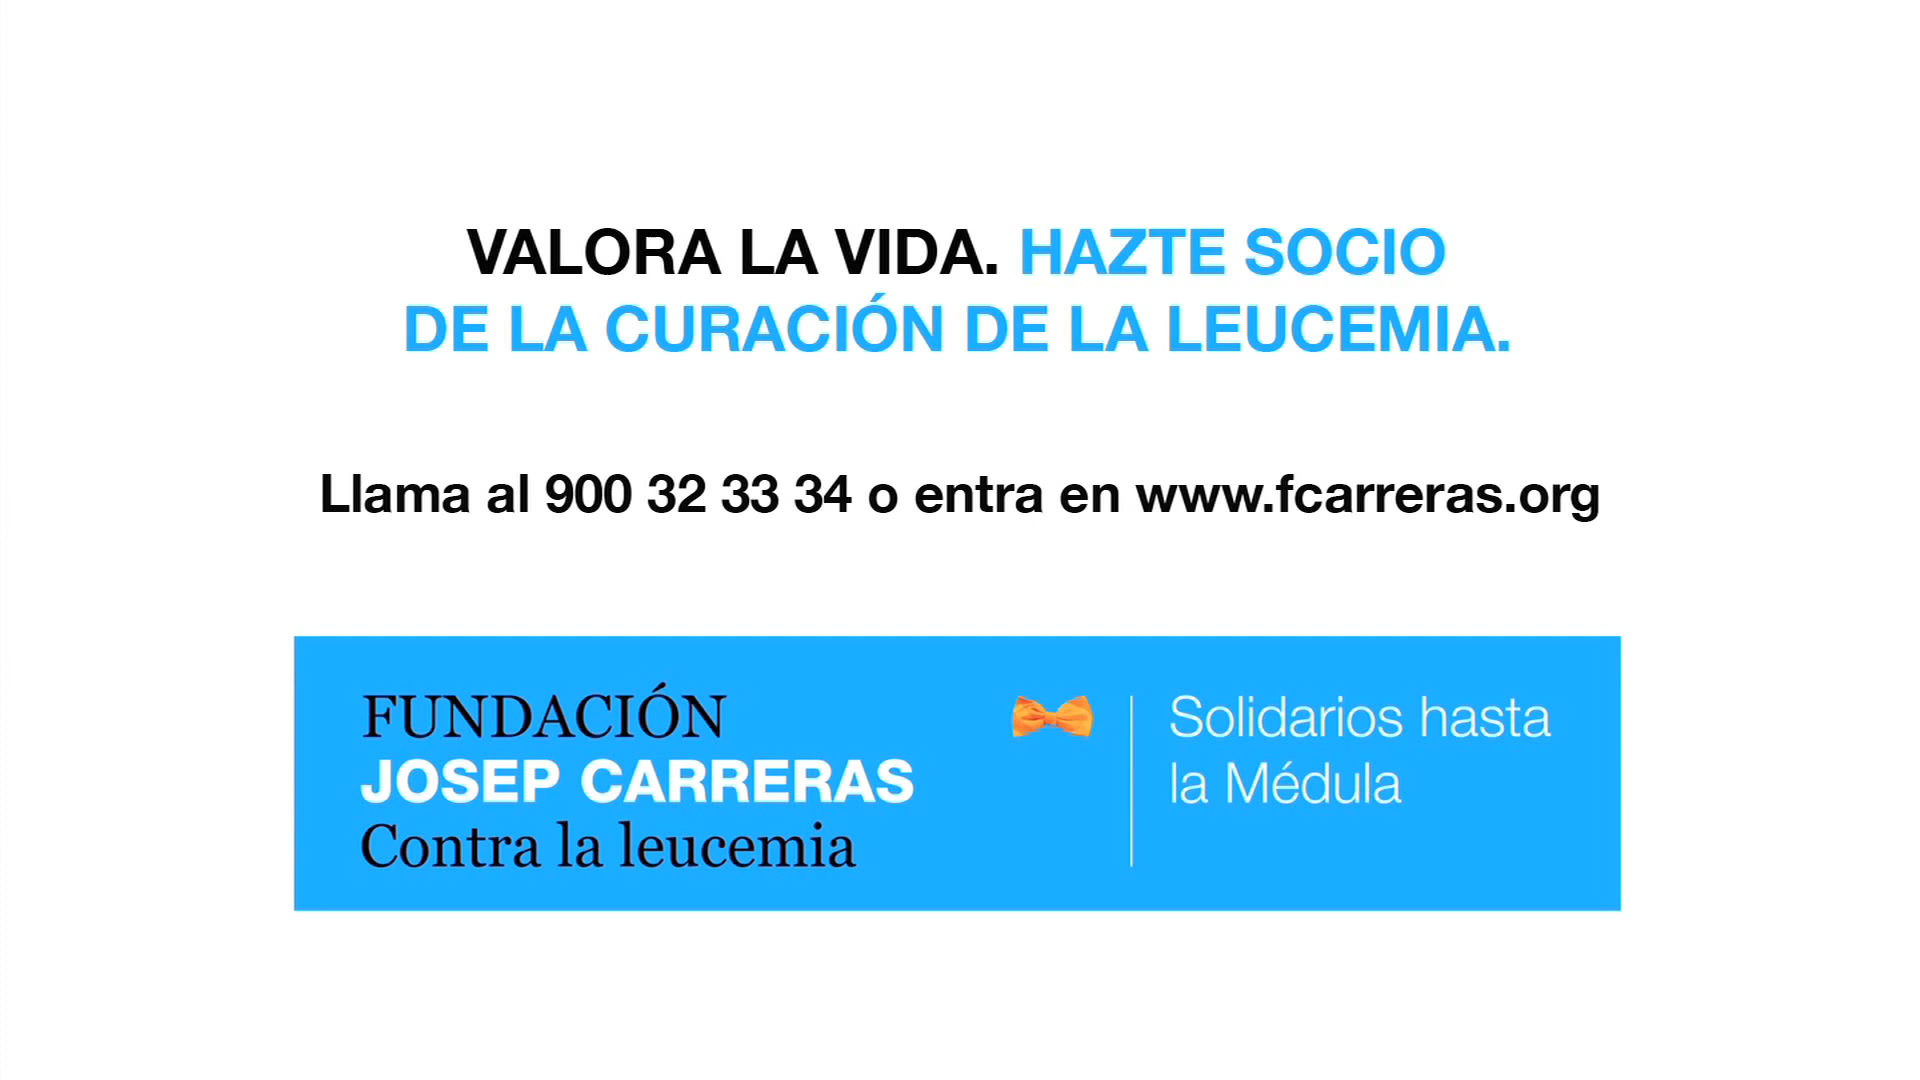 VALORA LA VIDA. HAZTE SOCIO
DE LA CURACIÓN DE LA LEUCEMIA.
Llama al 900 32 33 34 o entra en www.fcarreras.org
FUNDACIÓN
JOSEP CARRERAS
Contra la leucemia
Solidarios hasta
la Médula